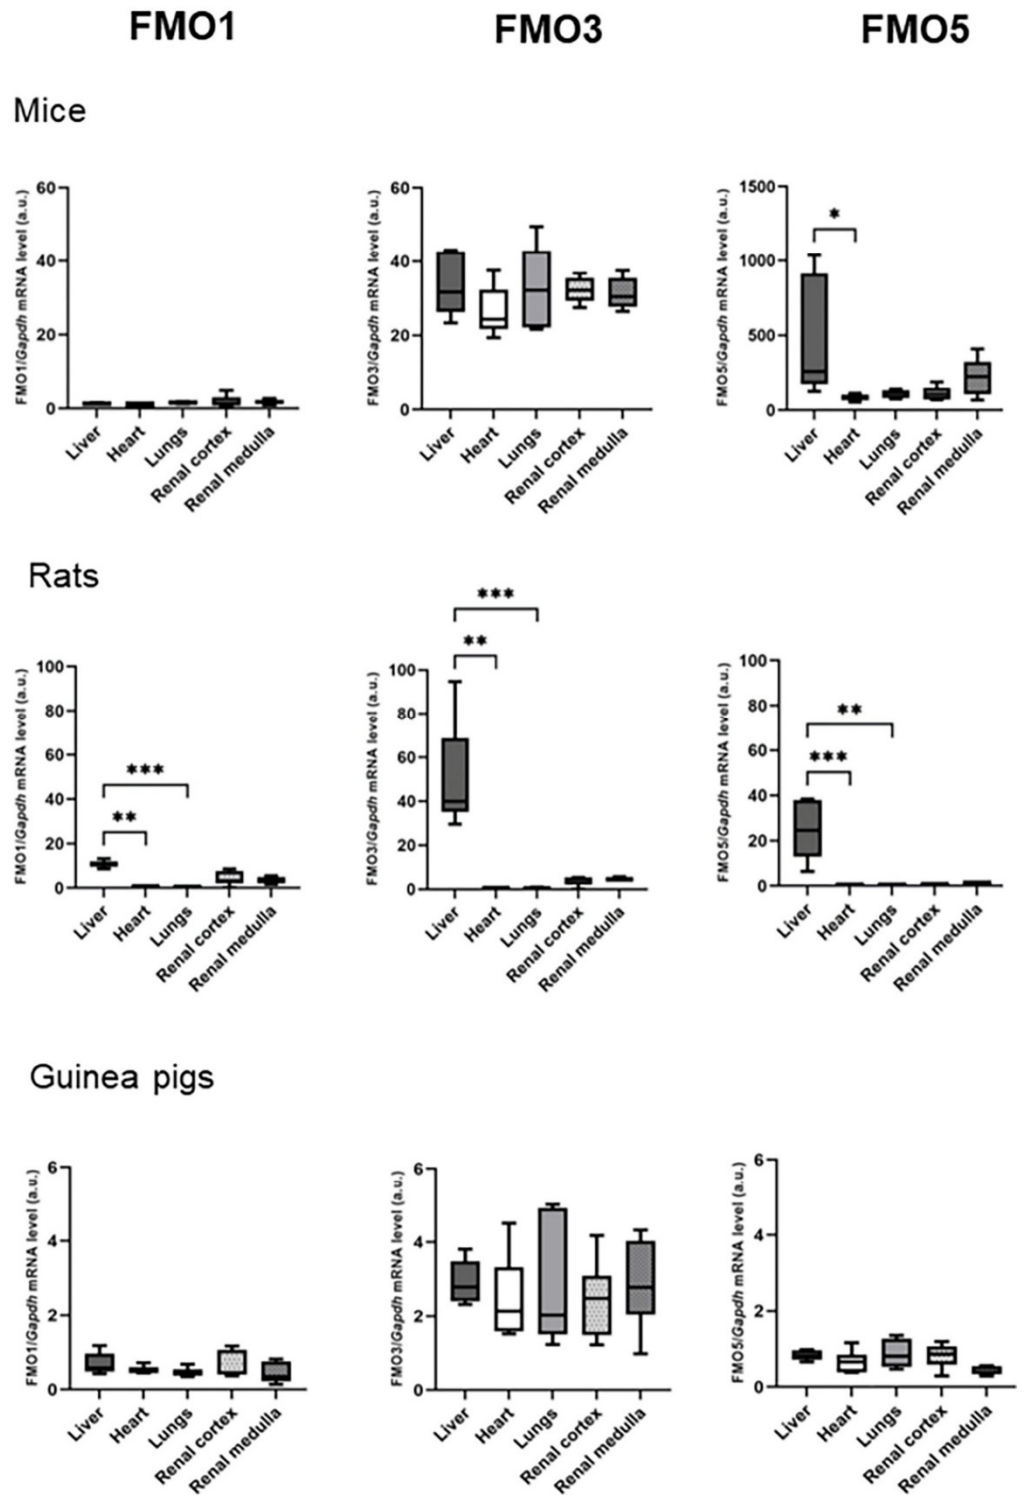 FMO1 FMO3 FMO5
Mice
FMO1/Gapdh mRNA level (a.u.)
60
40
20
0
Liver
Heart
Lungs
Renal cortex
Renal medulla
FMO3/Gapdh mRNA level (a.u.)
60
40
20
0
Liver
Heart
Lungs
Renal cortex
Renal medulla
FMO5/Gapdh mRNA level (a.u.)
1500
1000
500
0
*
Liver
Heart
Lungs
Renal cortex
Renal medulla
Rats
FMO1/Gapdh mRNA level (a.u.)
100
80
60
40
20
0
***
**
Liver
Heart
Lungs
Renal cortex
Renal medulla
FMO3/Gapdh mRNA level (a.u.)
100
80
60
40
20
0
***
**
Liver
Heart
Lungs
Renal cortex
Renal medulla
FMO5/Gapdh mRNA level (a.u.)
100
80
60
40
20
0
**
***
Liver
Heart
Lungs
Renal cortex
Renal medulla
Guinea pigs
FMO1/Gapdh mRNA level (a.u.)
6
4
2
0
Liver
Heart
Lungs
Renal cortex
Renal medulla
FMO3/Gapdh mRNA level (a.u.)
6
4
2
0
Liver
Heart
Lungs
Renal cortex
Renal medulla
FMO5/Gapdh mRNA level (a.u.)
6
4
2
0
Liver
Heart
Lungs
Renal cortex
Renal medulla